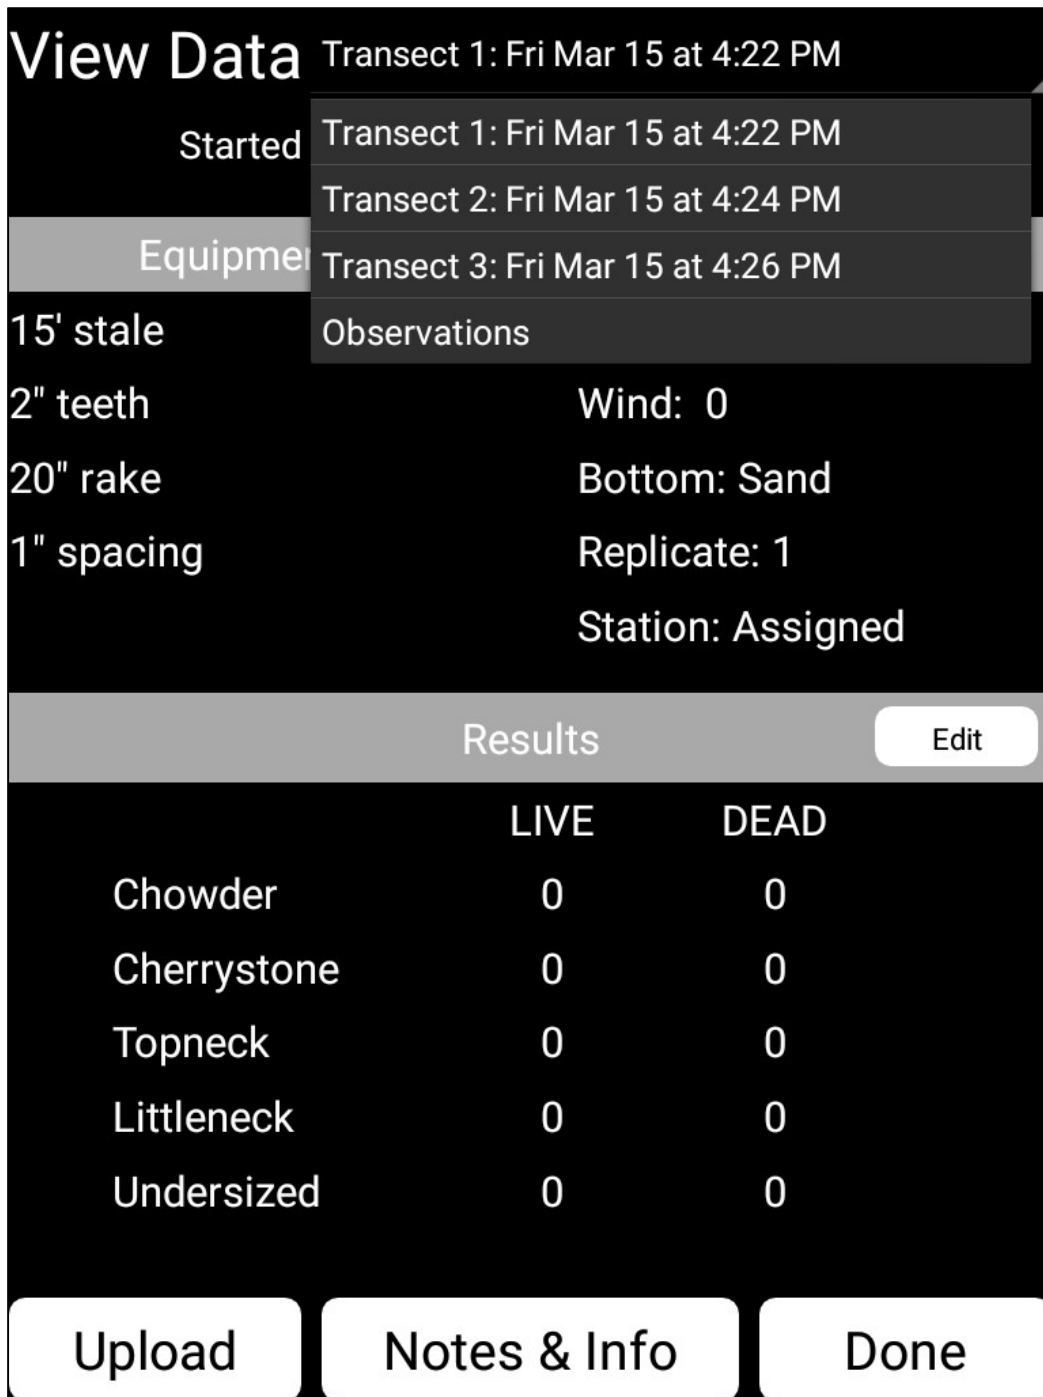 View Data Transect 1: Fri Mar 15 at 4:22 PM
Started Transect 1: Fri Mar 15 at 4:22 PM
Transect 2: Fri Mar 15 at 4:24 PM
Transect 3: Fri Mar 15 at 4:26 PM
15' stale Observations
2" teeth Wind: 0
20" rake Bottom: Sand
1" spacing Replicate: 1
Station: Assigned
Results Edit
LIVE DEAD
Chowder 0 0
Cherrystone 0 0
Topneck 0 0
Littleneck 0 0
Undersized 0 0
Upload Notes & Info Done